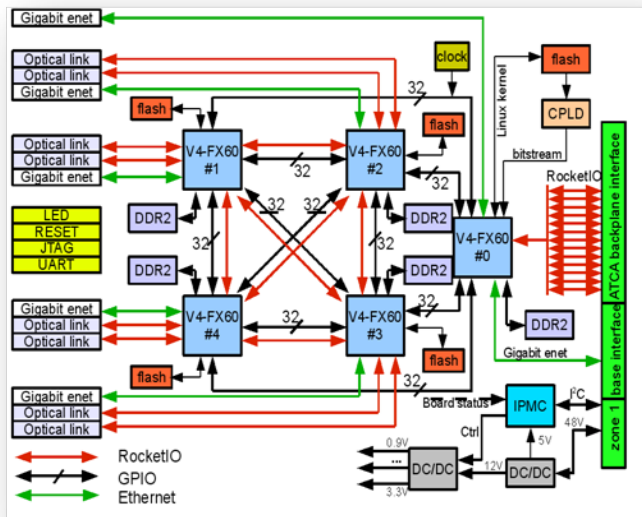 Gigabit enet
Optical link
Optical link
Gigabit enet
flash
32
clock
Linux kernel
flash
CPLD
bitstream
Optical link
Optical link
Gigabit enet
V4-FX60
#1
32
V4-FX60
#2
flash
32
RocketIO
ATCA backplane interface
LED
RESET
JTAG
UART
DDR2
DDR2
32
32
32
32
DDR2
DDR2
V4-FX60
#0
DDR2
Gigabit enet
base interface
Gigabit enet
Optical link
Optical link
V4-FX60
#4
32
V4-FX60
#3
32
flash
flash
32
Gigabit enet
Optical link
Optical link
Board status
IPMC
I²C
zone 1
Ctrl
5V
48V
0.9V
...
3.3V
DC/DC
12V
DC/DC
RocketIO
GPIO
Ethernet